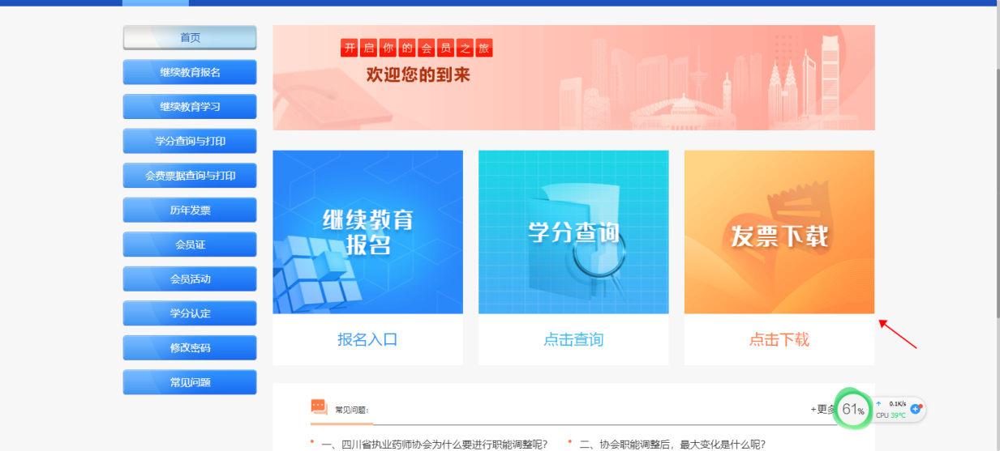 首页
继续教育报名
继续教育学习
学分查询与打印
会费票据查询与打印
历年发票
会员证
会员活动
学分认定
修改密码
常见问题
开启你的会员之旅
欢迎您的到来
继续教育
报名
学分查询
发票下载
报名入口
点击查询
点击下载
常见问题:
+更多
61%
0.1K/s
CPU 39℃
一、四川省执业药师协会为什么要进行职能调整呢?
二、协会职能调整后，最大变化是什么呢?